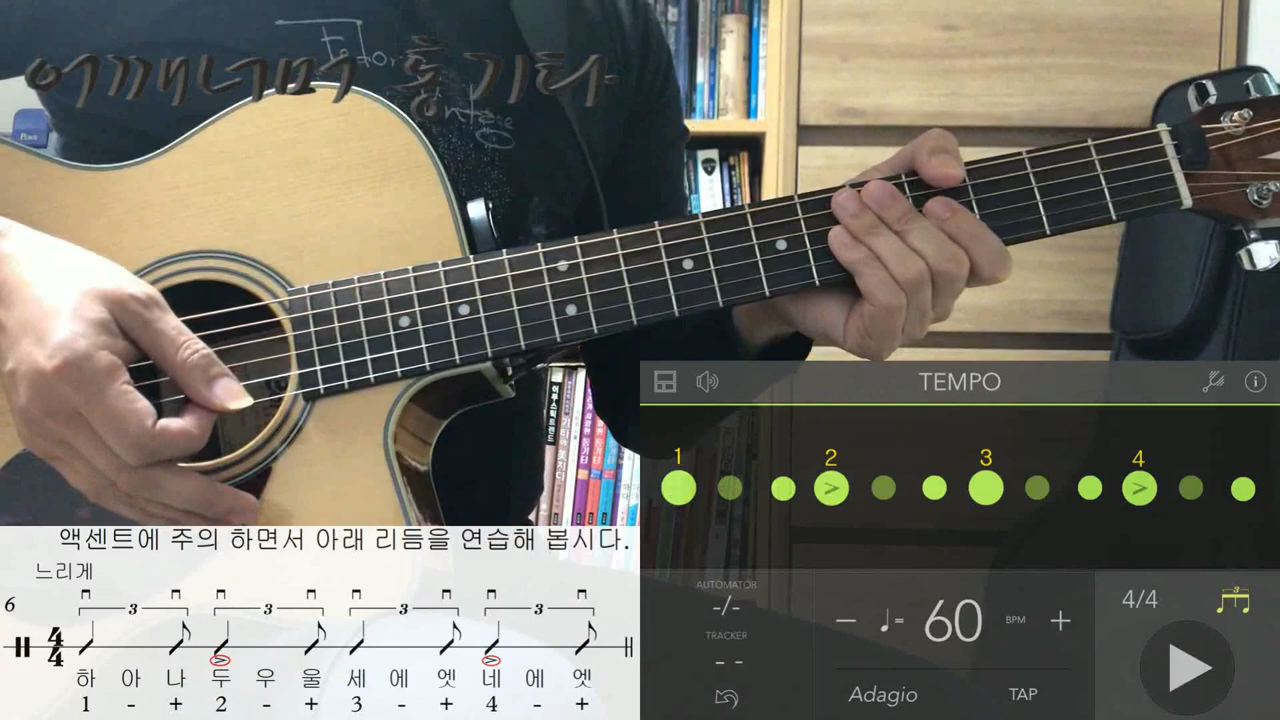 어깨너머 통기타
TEMPO
1 2 3 4
> >
액센트에 주의 하면서 아래 리듬을 연습해 봅시다.
느리게
6
3 3 3 3
4
4
> >
하 아 나 두 우 울 세 에 엣 네 에 엣
1 - + 2 - + 3 - + 4 - +
AUTOMATOR
-/-
TRACKER
- -
− ♩= 60 BPM +
Adagio TAP
4/4 3